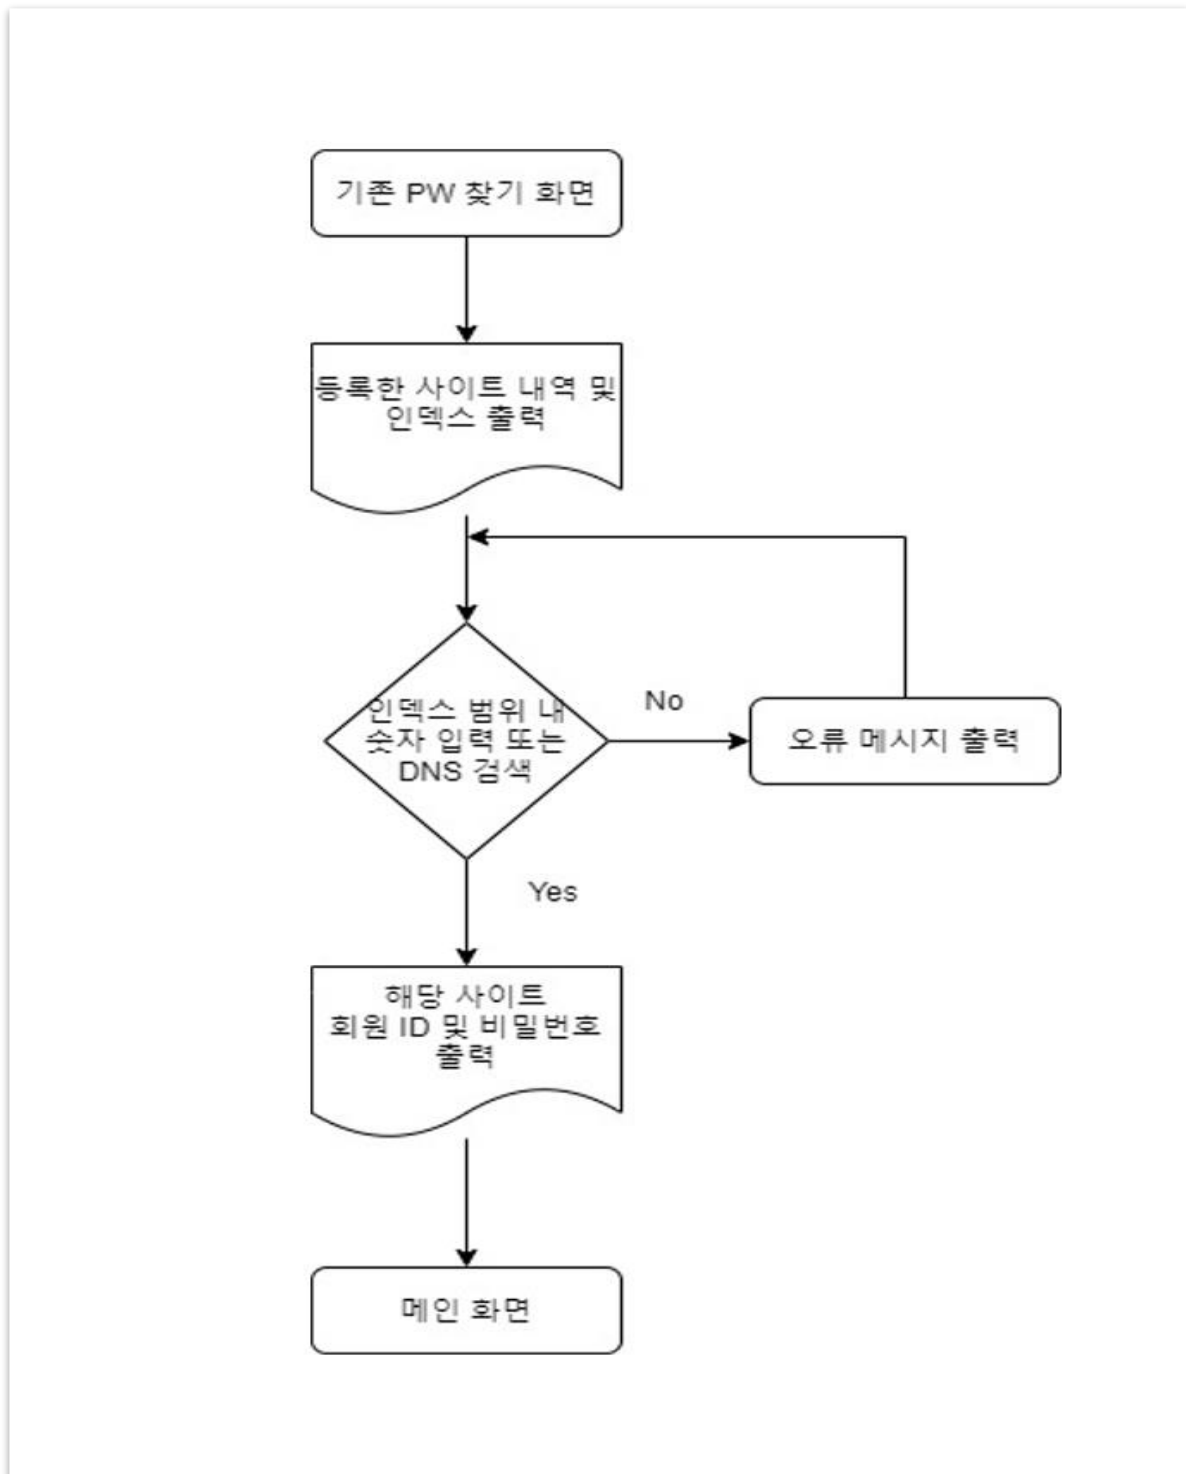 기존 PW 찾기 화면
등록한 사이트 내역 및
인덱스 출력
인덱스 범위 내
숫자 입력 또는
DNS 검색
No
오류 메시지 출력
Yes
해당 사이트
회원 ID 및 비밀번호
출력
메인 화면